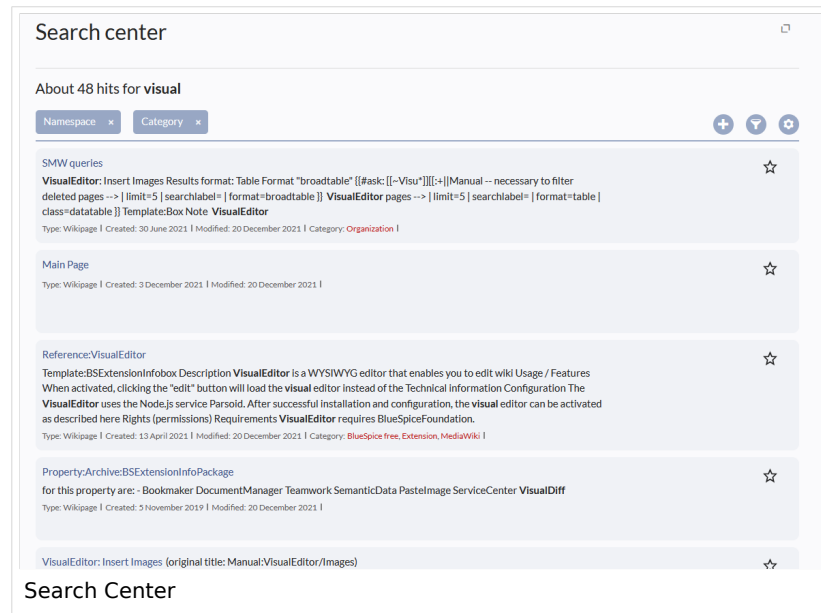 Search center
About 48 hits for visual
Namespace ×
Category ×
SMW queries
VisualEditor: Insert Images Results format: Table Format "broadtable" {{#ask: [[~Visu*]][[:+||Manual -- necessary to filter
deleted pages --> | limit=5 | searchlabel= | format=broadtable }} VisualEditor pages --> | limit=5 | searchlabel= | format=table |
class=datatable }} Template:Box Note VisualEditor
Type: Wikipage | Created: 30 June 2021 | Modified: 20 December 2021 | Category: Organization |
Main Page
Type: Wikipage | Created: 3 December 2021 | Modified: 20 December 2021 |
Reference:VisualEditor
Template:BSExtensionInfobox Description VisualEditor is a WYSIWYG editor that enables you to edit wiki Usage / Features
When activated, clicking the "edit" button will load the visual editor instead of the Technical information Configuration The
VisualEditor uses the Node.js service Parsoid. After successful installation and configuration, the visual editor can be activated
as described here Rights (permissions) Requirements VisualEditor requires BlueSpiceFoundation.
Type: Wikipage | Created: 13 April 2021 | Modified: 20 December 2021 | Category: BlueSpice free, Extension, MediaWiki |
Property:Archive:BSExtensionInfoPackage
for this property are: - Bookmaker DocumentManager Teamwork SemanticData PasteImage ServiceCenter VisualDiff
Type: Wikipage | Created: 5 November 2019 | Modified: 20 December 2021 |
VisualEditor: Insert Images (original title: Manual:VisualEditor/Images)
Search Center